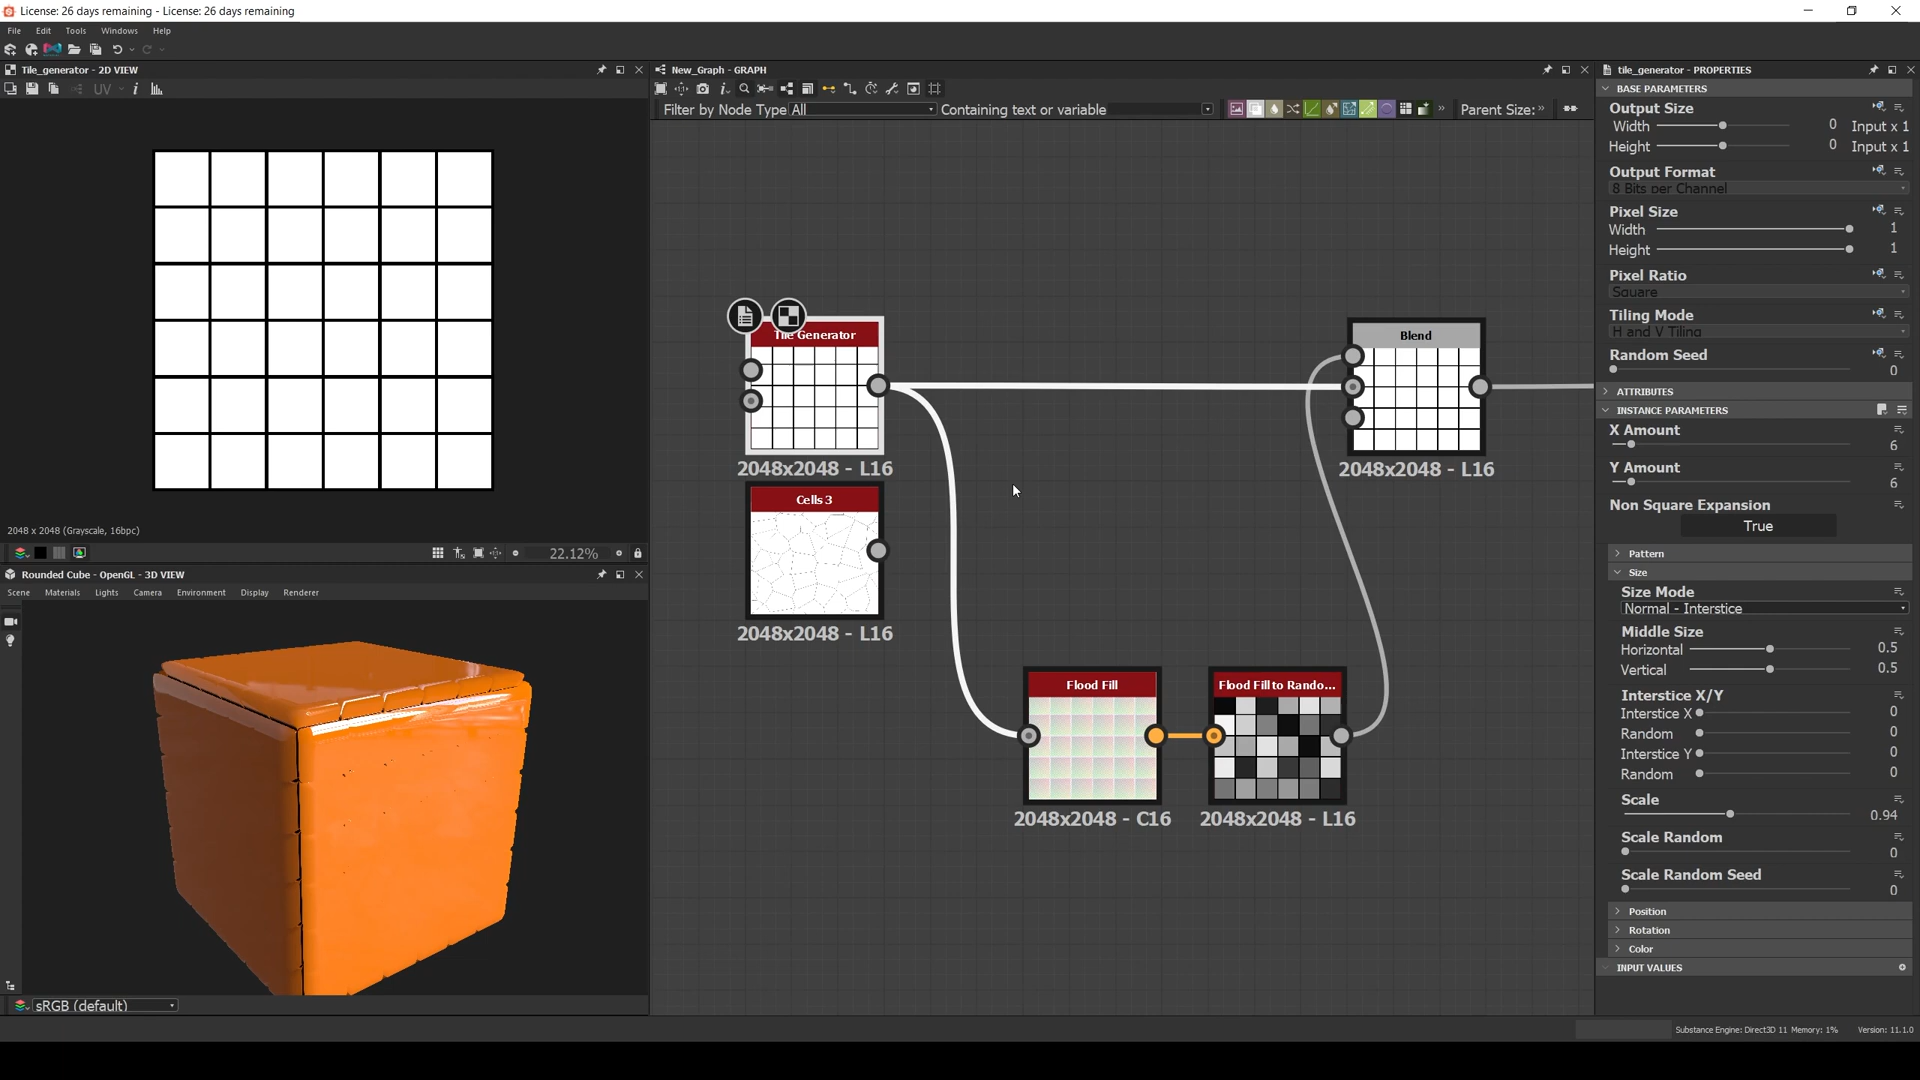 License: 26 days remaining - License: 26 days remaining
File Edit Tools Windows Help
Tile_generator - 2D VIEW
UV
2048 x 2048 (Grayscale, 16bpc)
22.12%
Rounded Cube - OpenGL - 3D VIEW
Scene Materials Lights Camera Environment Display Renderer
sRGB (default)
New_Graph - GRAPH
Filter by Node Type All Containing text or variable Parent Size:
Tile Generator
2048x2048 - L16
Cells 3
2048x2048 - L16
Blend
2048x2048 - L16
Flood Fill
2048x2048 - C16
Flood Fill to Rando...
2048x2048 - L16
tile_generator - PROPERTIES
BASE PARAMETERS
Output Size
Width 0 Input x 1
Height 0 Input x 1
Output Format
8 Bits per Channel
Pixel Size
Width 1
Height 1
Pixel Ratio
Square
Tiling Mode
H and V Tiling
Random Seed
0
ATTRIBUTES
INSTANCE PARAMETERS
X Amount
6
Y Amount
6
Non Square Expansion
True
Pattern
Size
Size Mode
Normal - Interstice
Middle Size
Horizontal 0.5
Vertical 0.5
Interstice X/Y
Interstice X 0
Random 0
Interstice Y 0
Random 0
Scale
0.94
Scale Random
0
Scale Random Seed
0
Position
Rotation
Color
INPUT VALUES
Substance Engine: Direct3D 11 Memory: 1% Version: 11.1.0